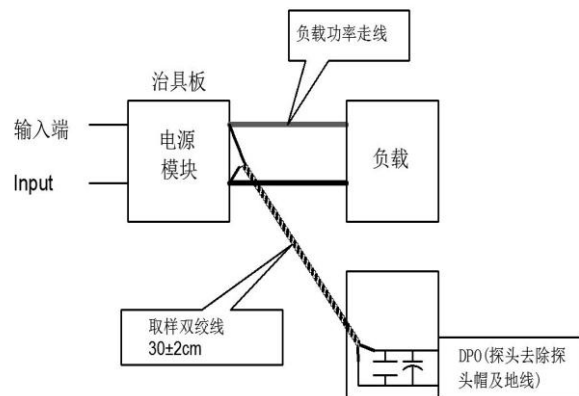 负载功率走线
治具板
输入端
电源
模块
负载
Input
取样双绞线
30±2cm
DPO(探头去除探
头帽及地线)